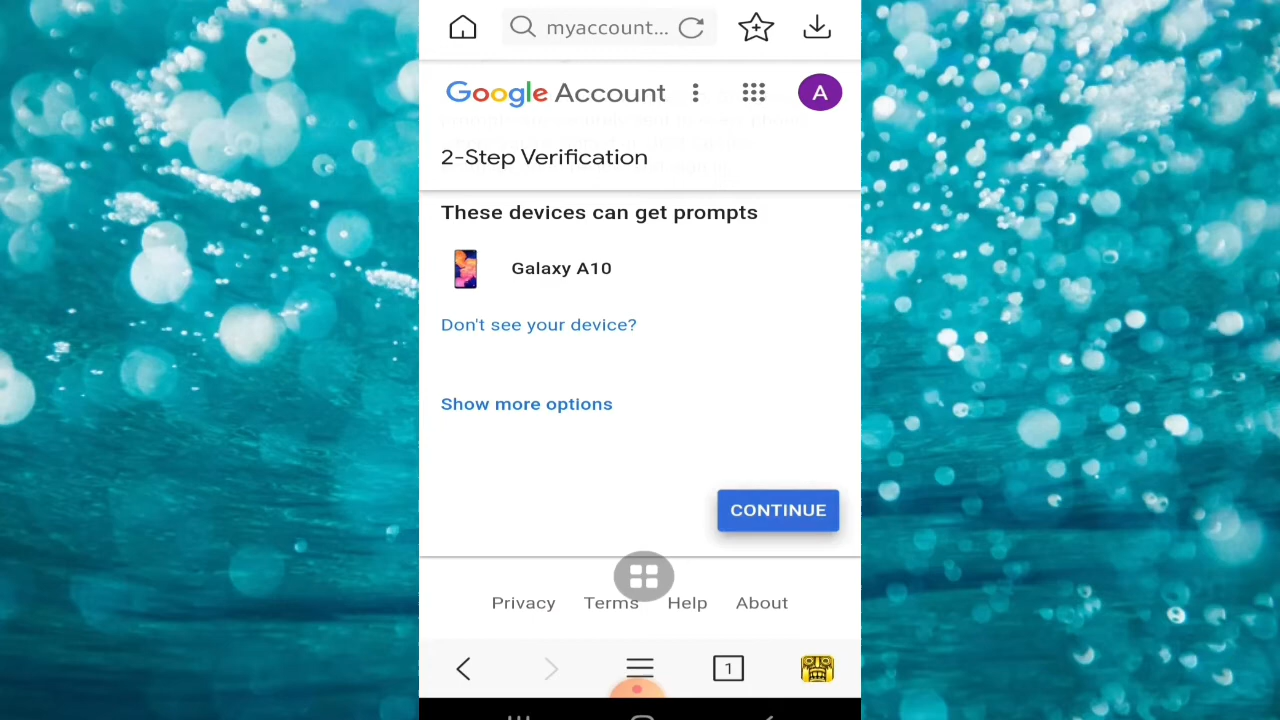 myaccount...
Google Account
A
2-Step Verification
These devices can get prompts
Galaxy A10
Don't see your device?
Show more options
CONTINUE
Privacy Terms Help About
1